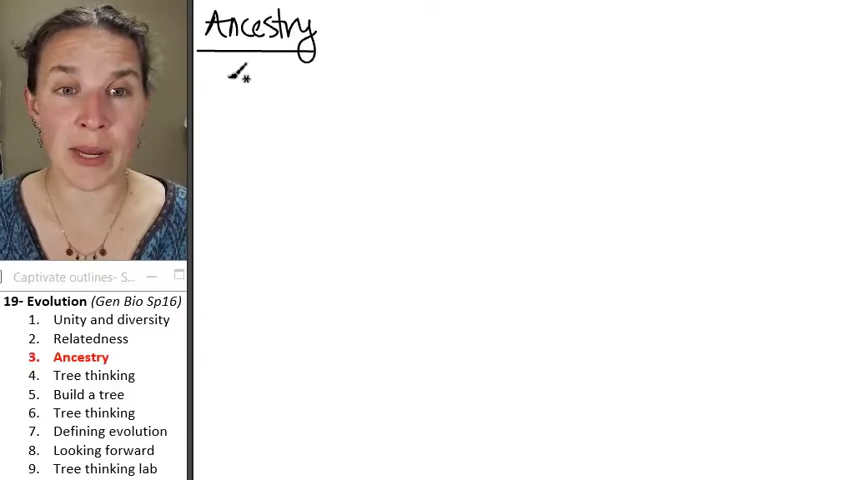 Ancestry
Captivate outlines- S...
19- Evolution (Gen Bio Sp16)
1. Unity and diversity
2. Relatedness
3. Ancestry
4. Tree thinking
5. Build a tree
6. Tree thinking
7. Defining evolution
8. Looking forward
9. Tree thinking lab